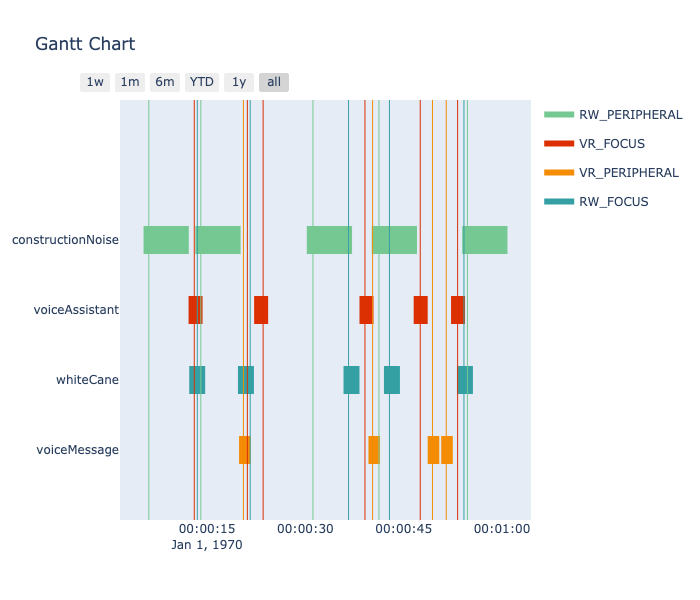 Gantt Chart
1w 1m 6m YTD 1y all
RW_PERIPHERAL
VR_FOCUS
VR_PERIPHERAL
RW_FOCUS
constructionNoise
voiceAssistant
whiteCane
voiceMessage
00:00:15 00:00:30 00:00:45 00:01:00
Jan 1, 1970